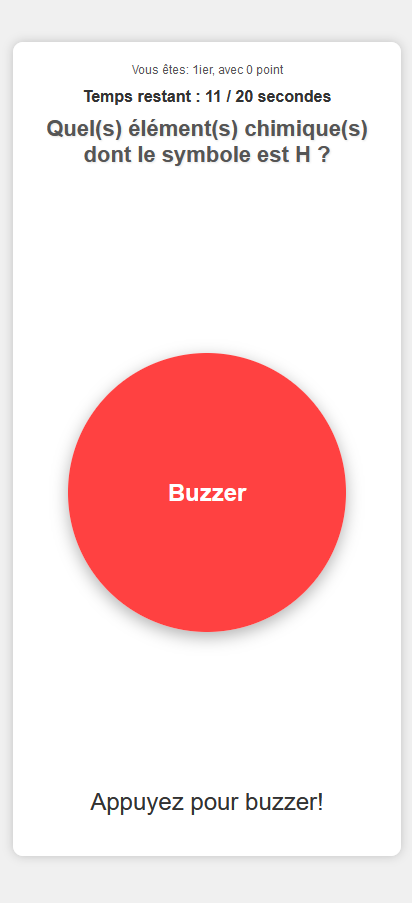 Vous êtes: 1ier, avec 0 point
Temps restant : 11 / 20 secondes
Quel(s) élément(s) chimique(s)
dont le symbole est H ?
Buzzer
Appuyez pour buzzer!